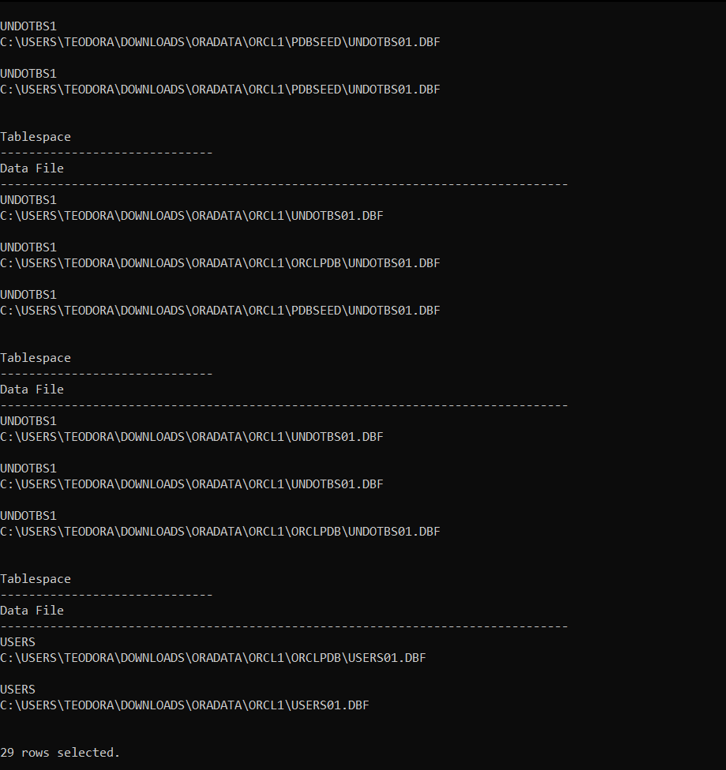 UNDOTBS1
C:\USERS\TEODORA\DOWNLOADS\ORADATA\ORCL1\PDBSEED\UNDOTBS01.DBF
UNDOTBS1
C:\USERS\TEODORA\DOWNLOADS\ORADATA\ORCL1\PDBSEED\UNDOTBS01.DBF
Tablespace
------------------------------
Data File
--------------------------------------------------------------------------------
UNDOTBS1
C:\USERS\TEODORA\DOWNLOADS\ORADATA\ORCL1\UNDOTBS01.DBF
UNDOTBS1
C:\USERS\TEODORA\DOWNLOADS\ORADATA\ORCL1\ORCLPDB\UNDOTBS01.DBF
UNDOTBS1
C:\USERS\TEODORA\DOWNLOADS\ORADATA\ORCL1\PDBSEED\UNDOTBS01.DBF
Tablespace
------------------------------
Data File
--------------------------------------------------------------------------------
UNDOTBS1
C:\USERS\TEODORA\DOWNLOADS\ORADATA\ORCL1\UNDOTBS01.DBF
UNDOTBS1
C:\USERS\TEODORA\DOWNLOADS\ORADATA\ORCL1\UNDOTBS01.DBF
UNDOTBS1
C:\USERS\TEODORA\DOWNLOADS\ORADATA\ORCL1\ORCLPDB\UNDOTBS01.DBF
Tablespace
------------------------------
Data File
--------------------------------------------------------------------------------
USERS
C:\USERS\TEODORA\DOWNLOADS\ORADATA\ORCL1\ORCLPDB\USERS01.DBF
USERS
C:\USERS\TEODORA\DOWNLOADS\ORADATA\ORCL1\USERS01.DBF
29 rows selected.